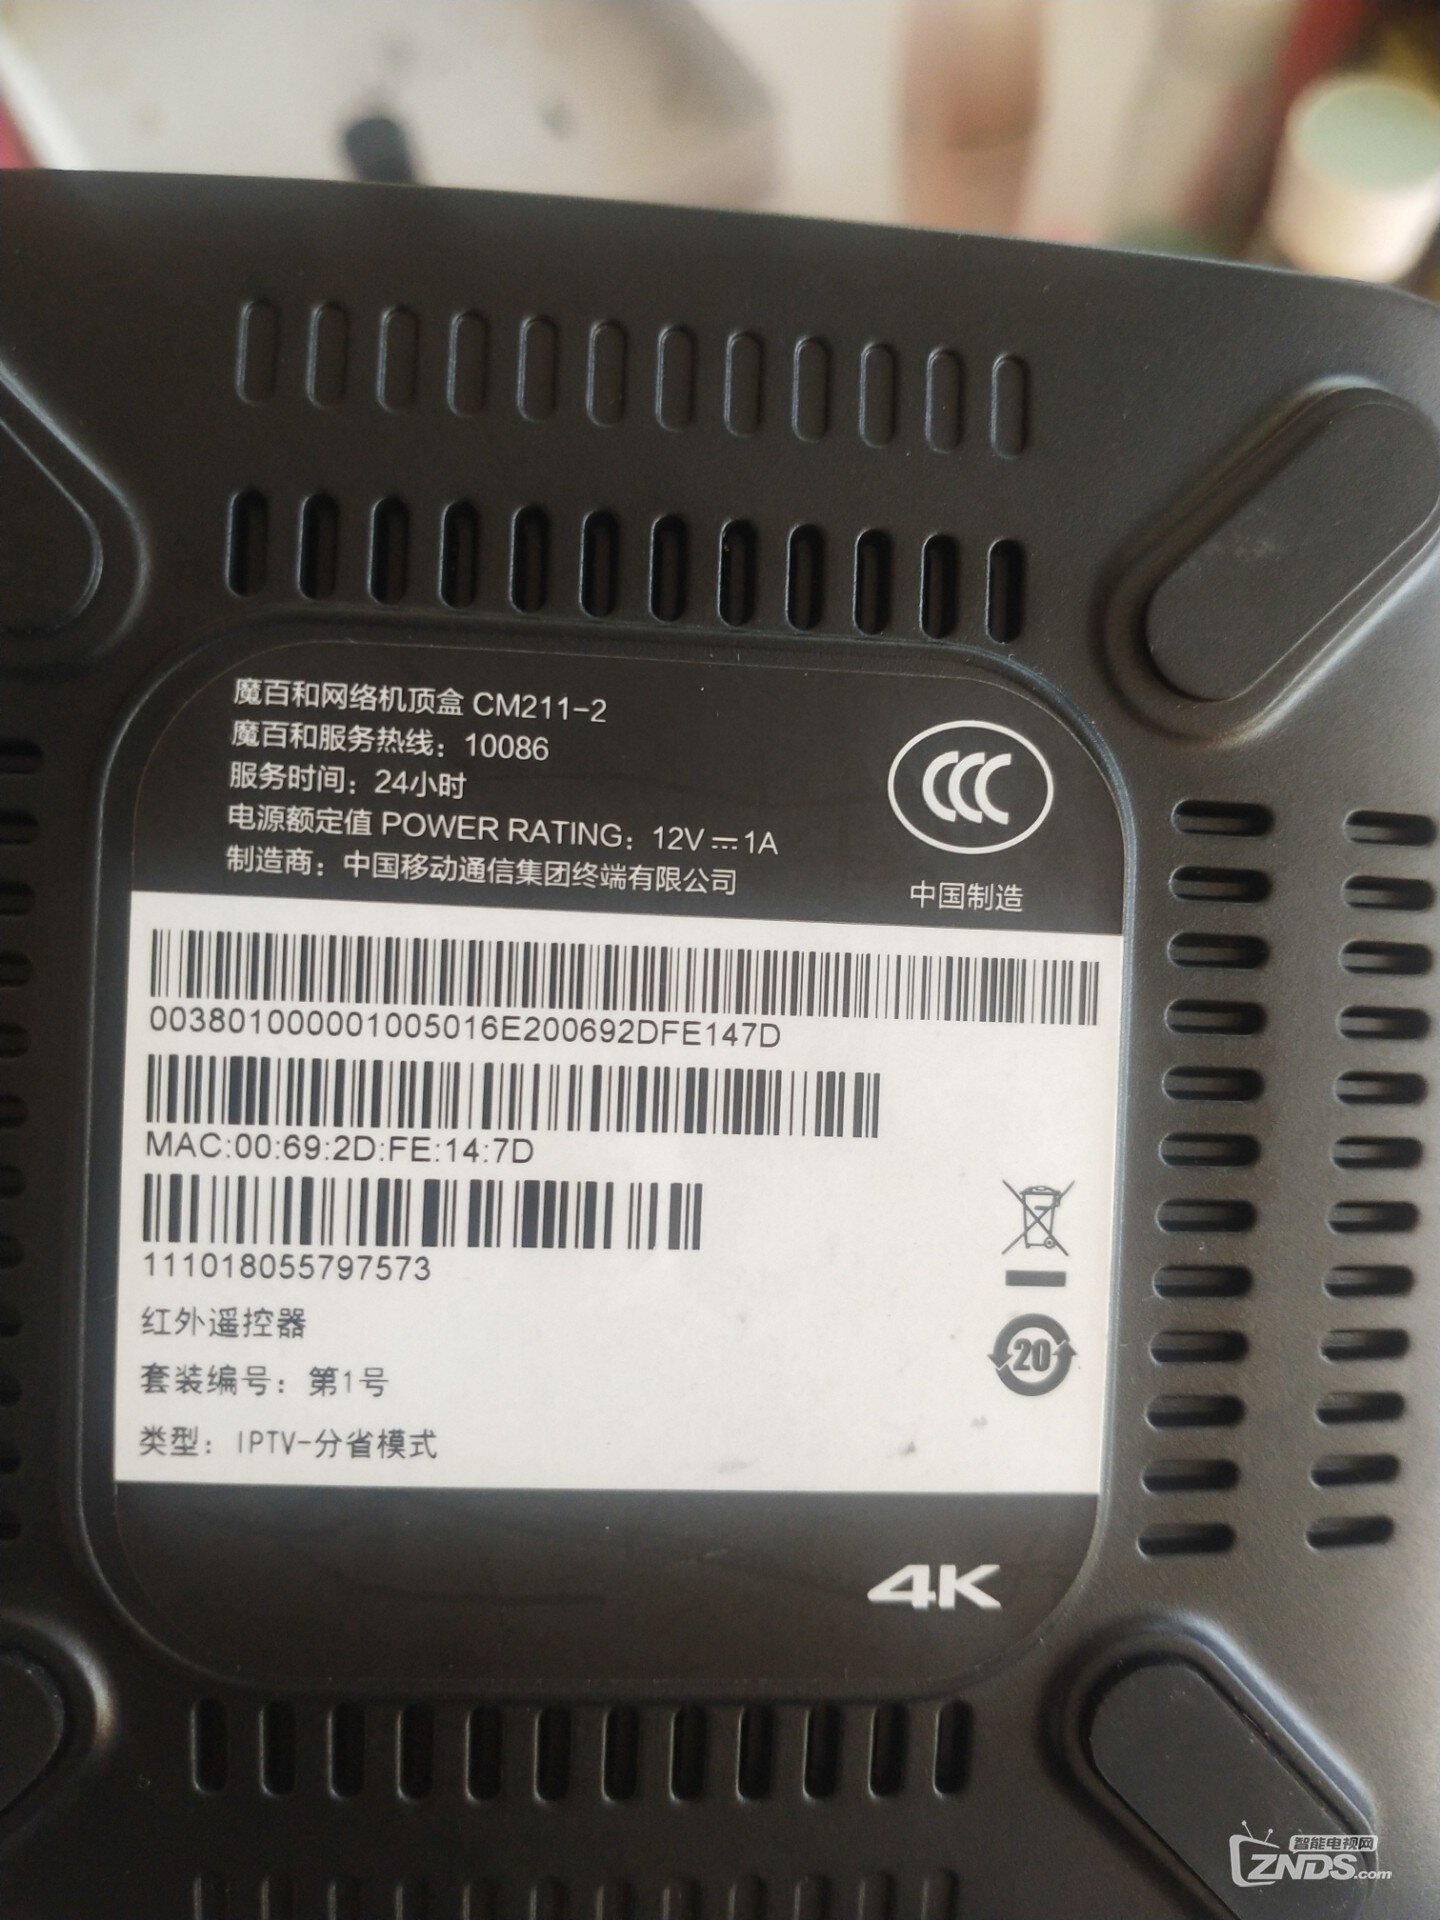 魔百和网络机顶盒 CM211-2
魔百和服务热线：10086
服务时间：24小时
电源额定值 POWER RATING：12V⎓1A
制造商：中国移动通信集团终端有限公司
CCC
中国制造
003801000001005016E200692DFE147D
MAC:00:69:2D:FE:14:7D
111018055797573
红外遥控器
套装编号：第1号
类型：IPTV-分省模式
20
4K
智能电视网
ZNDS.com